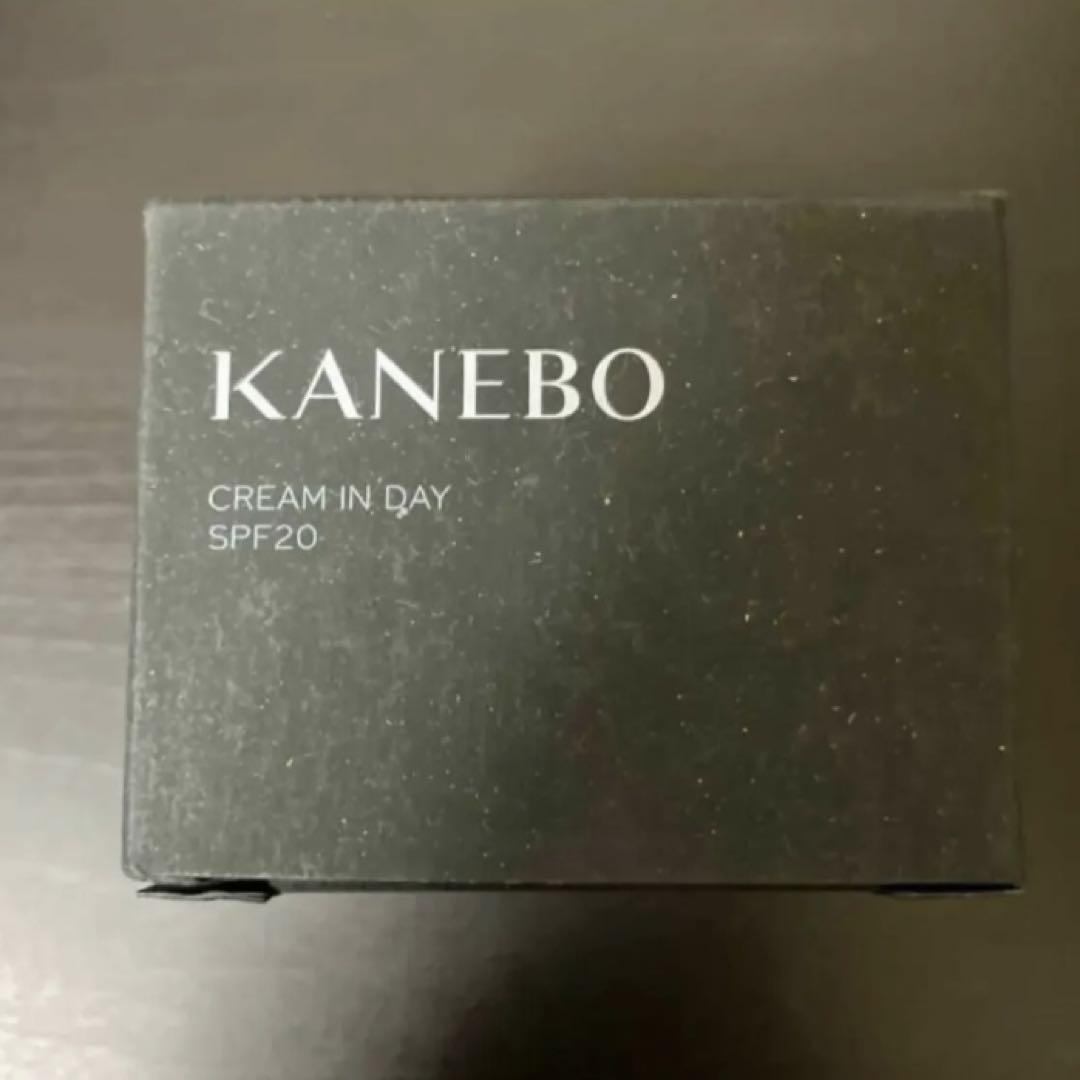 KANEBO
CREAM IN DAY
SPF20